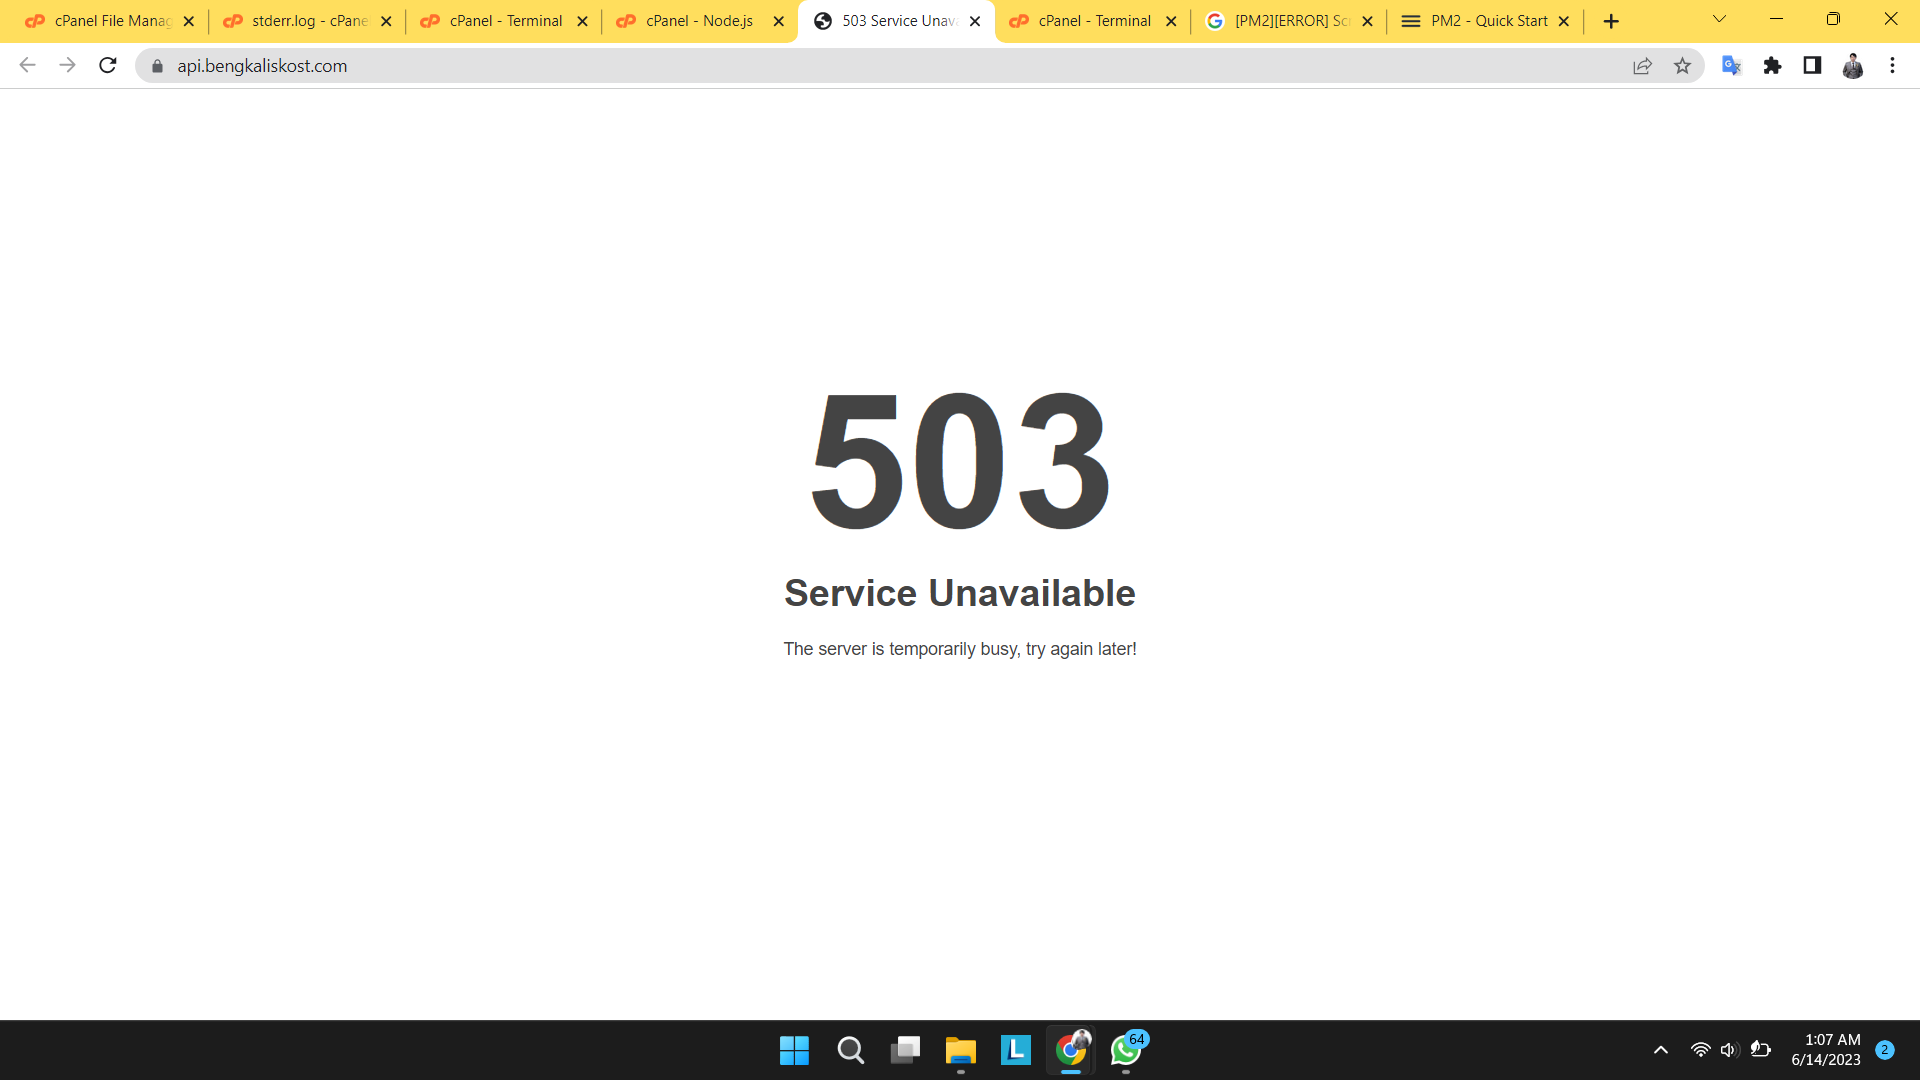 cPanel File Manag
stderr.log - cPane
cPanel - Terminal
cPanel - Node.js
503 Service Unav
cPanel - Terminal
[PM2][ERROR] Sc
PM2 - Quick Start
api.bengkaliskost.com
503
Service Unavailable
The server is temporarily busy, try again later!
64
1:07 AM
6/14/2023
2